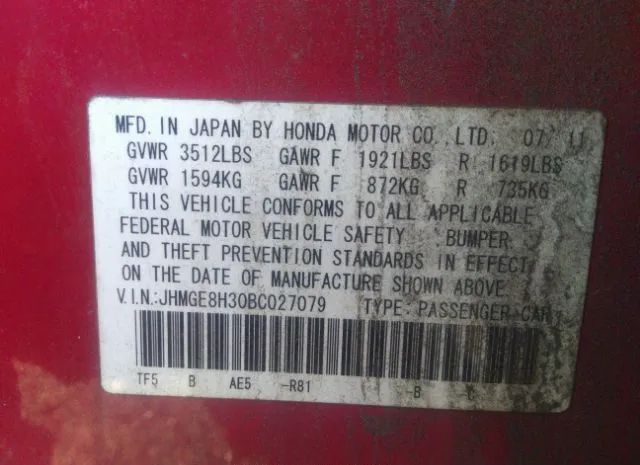 MFD. IN JAPAN BY HONDA MOTOR CO., LTD. 07 11
GVWR 3512LBS GAWR F 1921LBS R 1619LBS
GVWR 1594KG GAWR F 872KG R 735KG
THIS VEHICLE CONFORMS TO ALL APPLICABLE
FEDERAL MOTOR VEHICLE SAFETY BUMPER,
AND THEFT PREVENTION STANDARDS IN EFFECT
ON THE DATE OF MANUFACTURE SHOWN ABOVE.
V.I.N.:JHMGE8H30BC027079 TYPE:PASSENGER CAR
TF5 B AE5 -R81 -B C